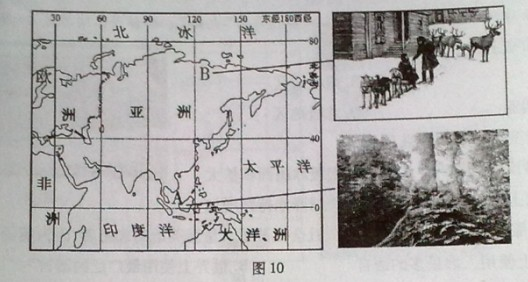 30 60 90 120 150 东经180西经
北 冰 洋
80
欧 B
洲 亚 洲
40
太 平 洋
非 A
0
洲 印 度 洋 大 洋 洲
图10